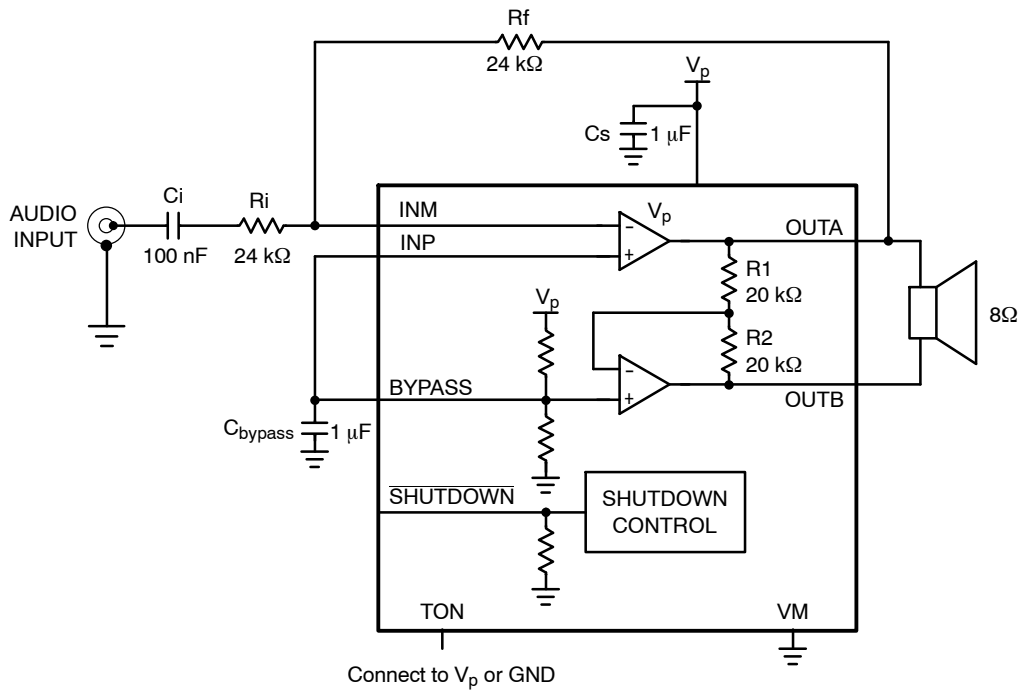 Rf
24 kΩ
Vp
Cs
1 μF
AUDIO
INPUT
Ci
100 nF
Ri
24 kΩ
INM
INP
Vp
-
+
OUTA
R1
20 kΩ
R2
20 kΩ
8Ω
Vp
-
+
BYPASS
OUTB
Cbypass
1 μF
SHUTDOWN
SHUTDOWN
CONTROL
TON
VM
Connect to Vp or GND